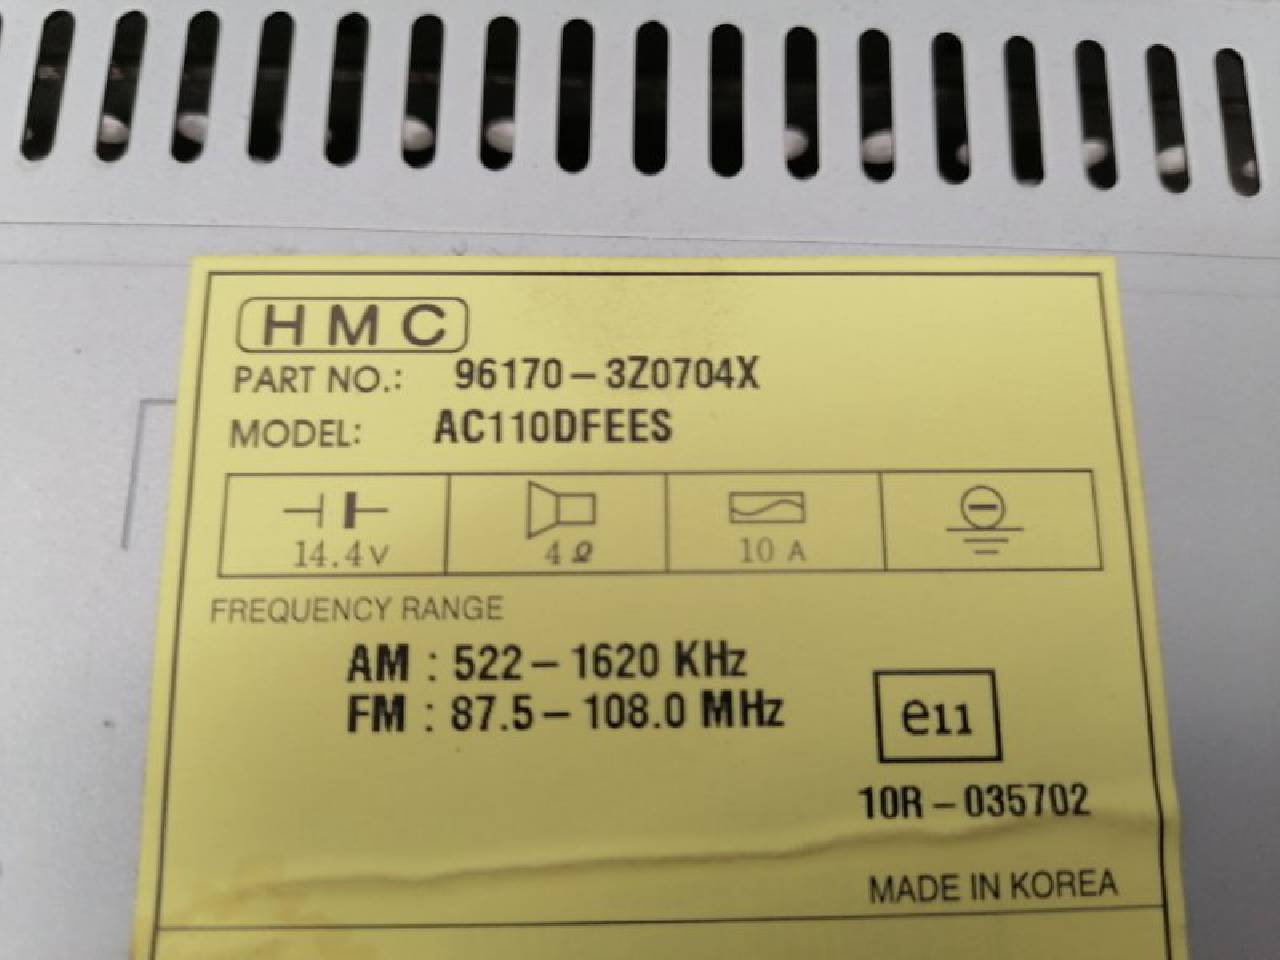 HMC
PART NO.: 96170-3Z0704X
MODEL: AC110DFEES
14.4V 4Ω 10 A
FREQUENCY RANGE
AM : 522-1620 KHz
FM : 87.5-108.0 MHz
e11
10R-035702
MADE IN KOREA